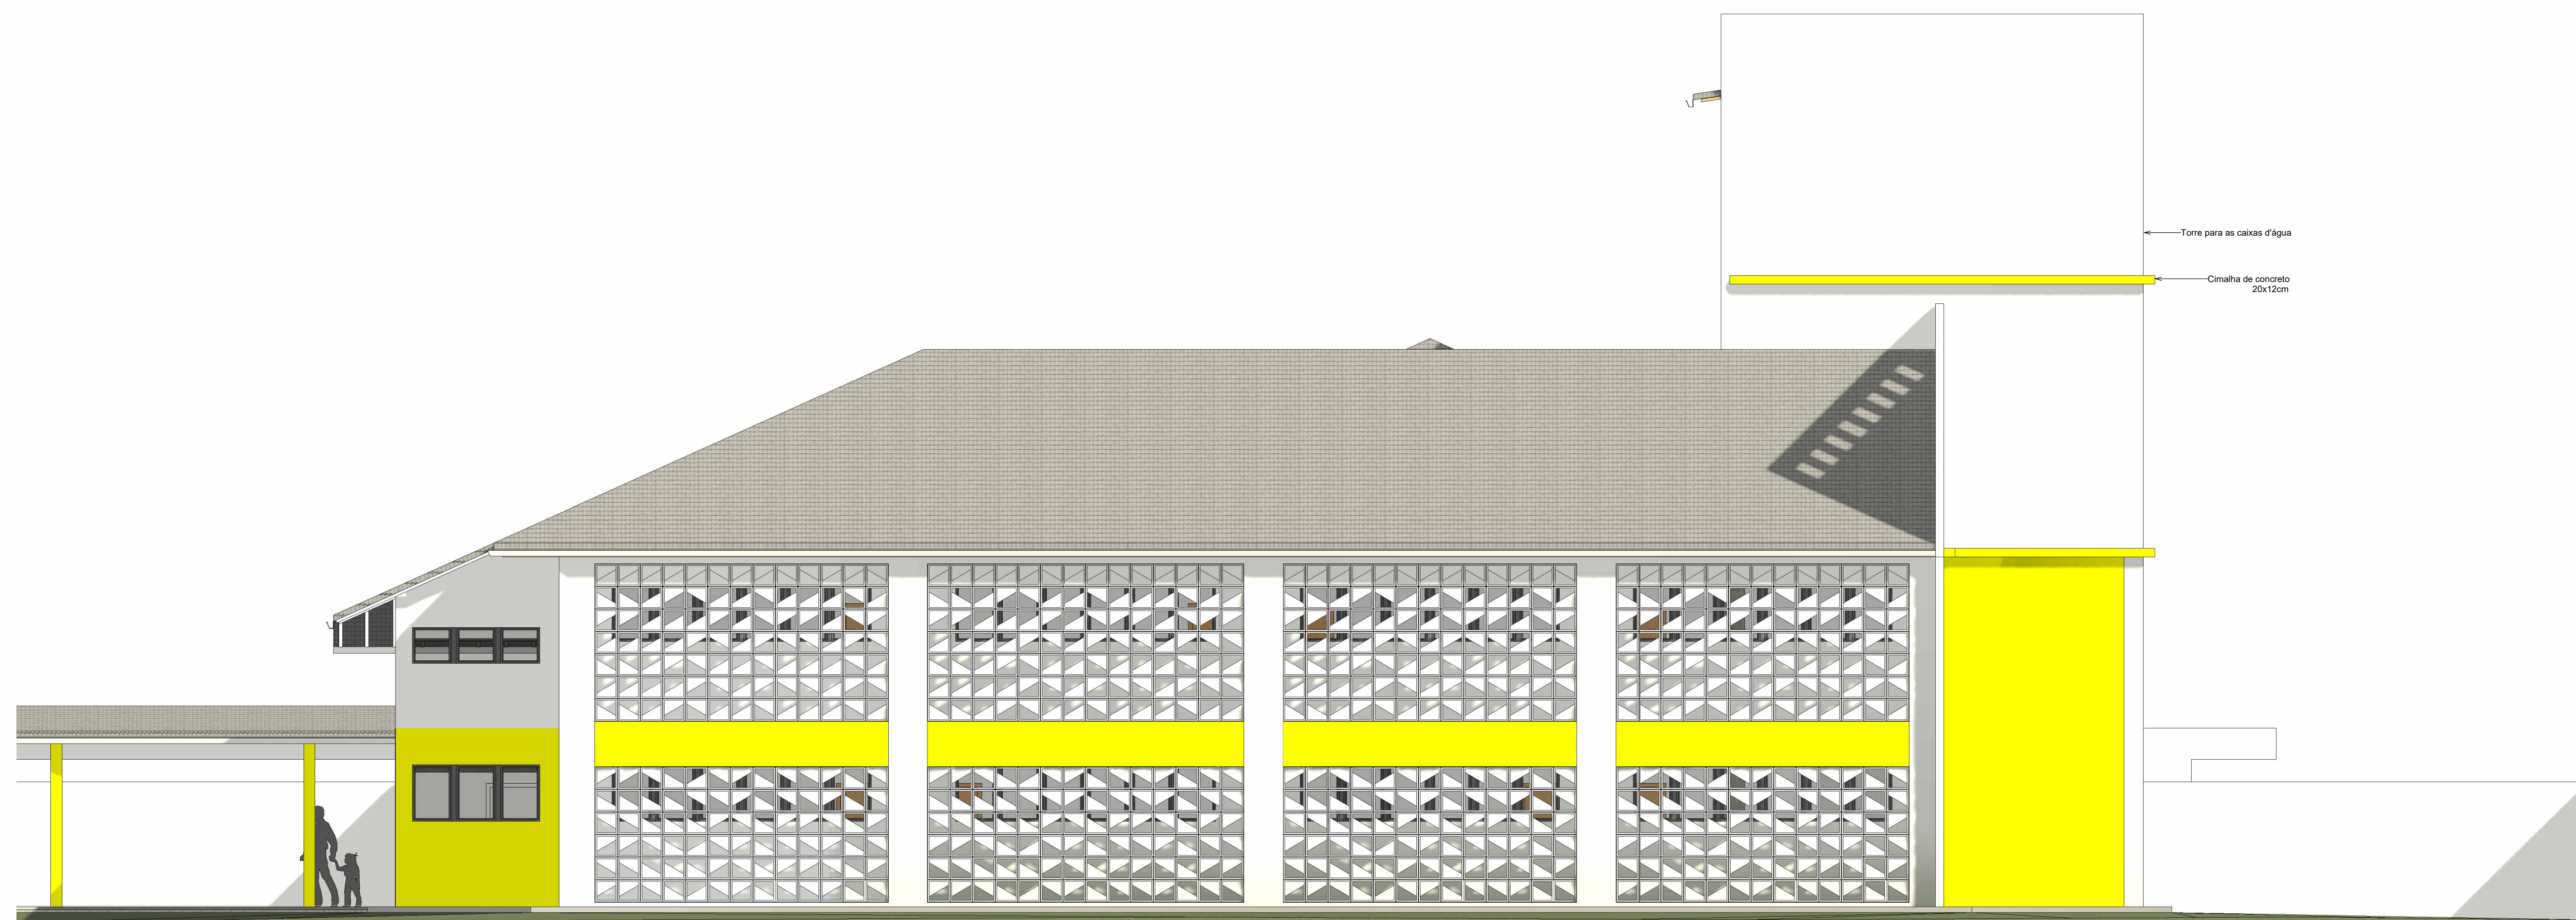 Torre para as caixas d'água
Cimalha de concreto
20x12cm